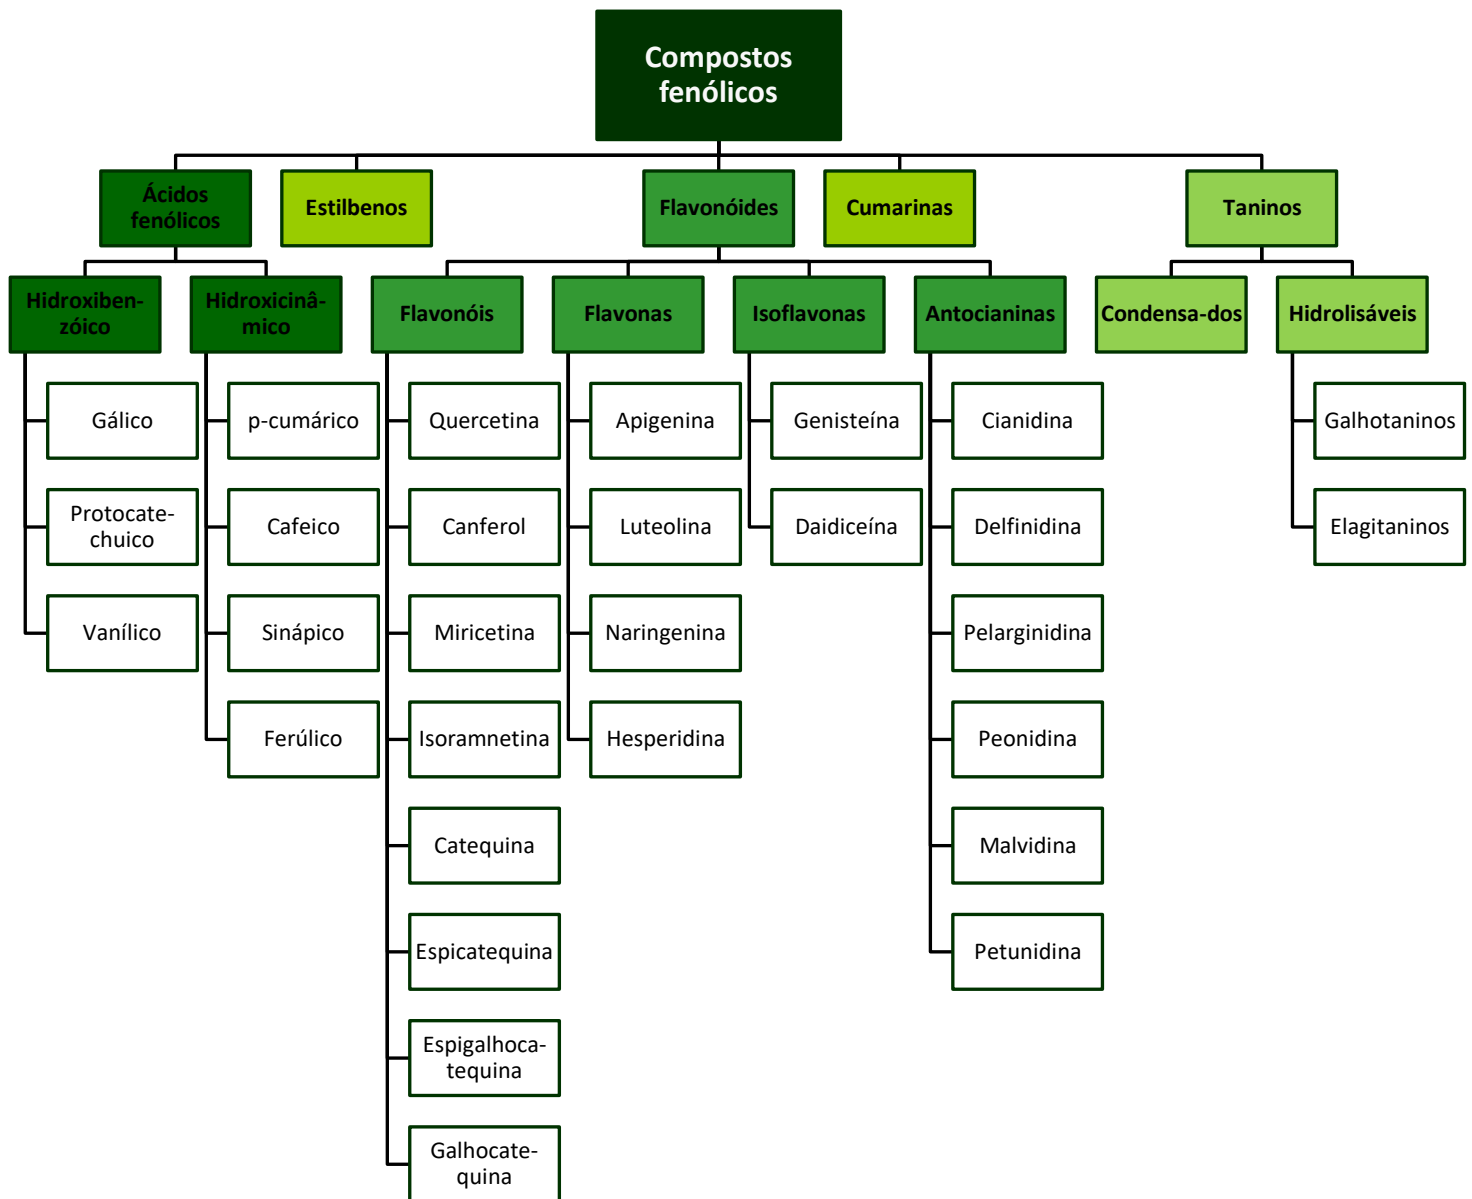 Compostos
fenólicos
Ácidos
fenólicos
Estilbenos
Flavonóides
Cumarinas
Taninos
Hidroxiben-
zóico
Hidroxicinâ-
mico
Flavonóis
Flavonas
Isoflavonas
Antocianinas
Condensa-dos
Hidrolisáveis
Gálico
p-cumárico
Quercetina
Apigenina
Genisteína
Cianidina
Galhotaninos
Protocate-
chuico
Cafeico
Canferol
Luteolina
Daidiceína
Delfinidina
Elagitaninos
Vanílico
Sinápico
Miricetina
Naringenina
Pelarginidina
Ferúlico
Isoramnetina
Hesperidina
Peonidina
Catequina
Malvidina
Espicatequina
Petunidina
Espigalhoca-
tequina
Galhocate-
quina